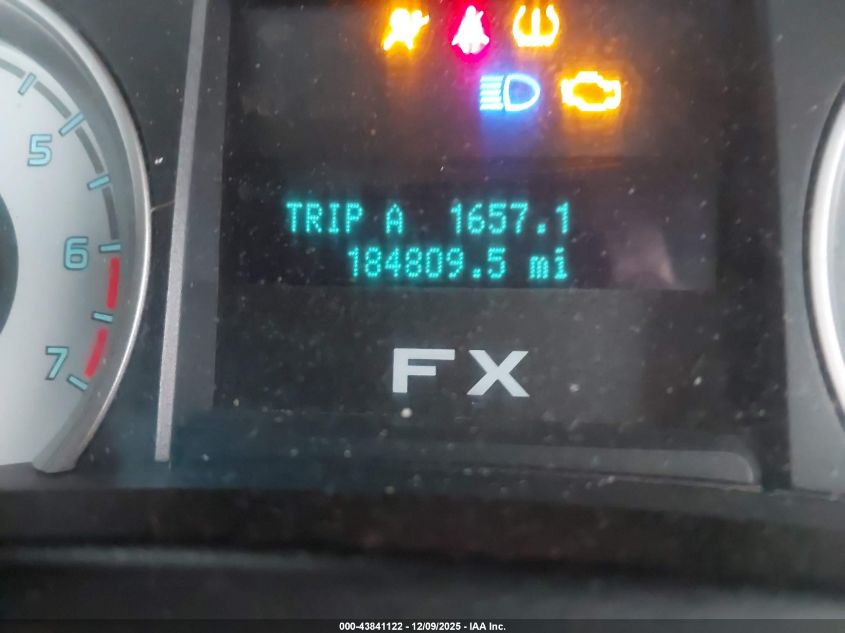 5
6
7
TRIP A 1657.1
184809.5 mi
FX
000-43841122 - 12/09/2025 - IAA Inc.